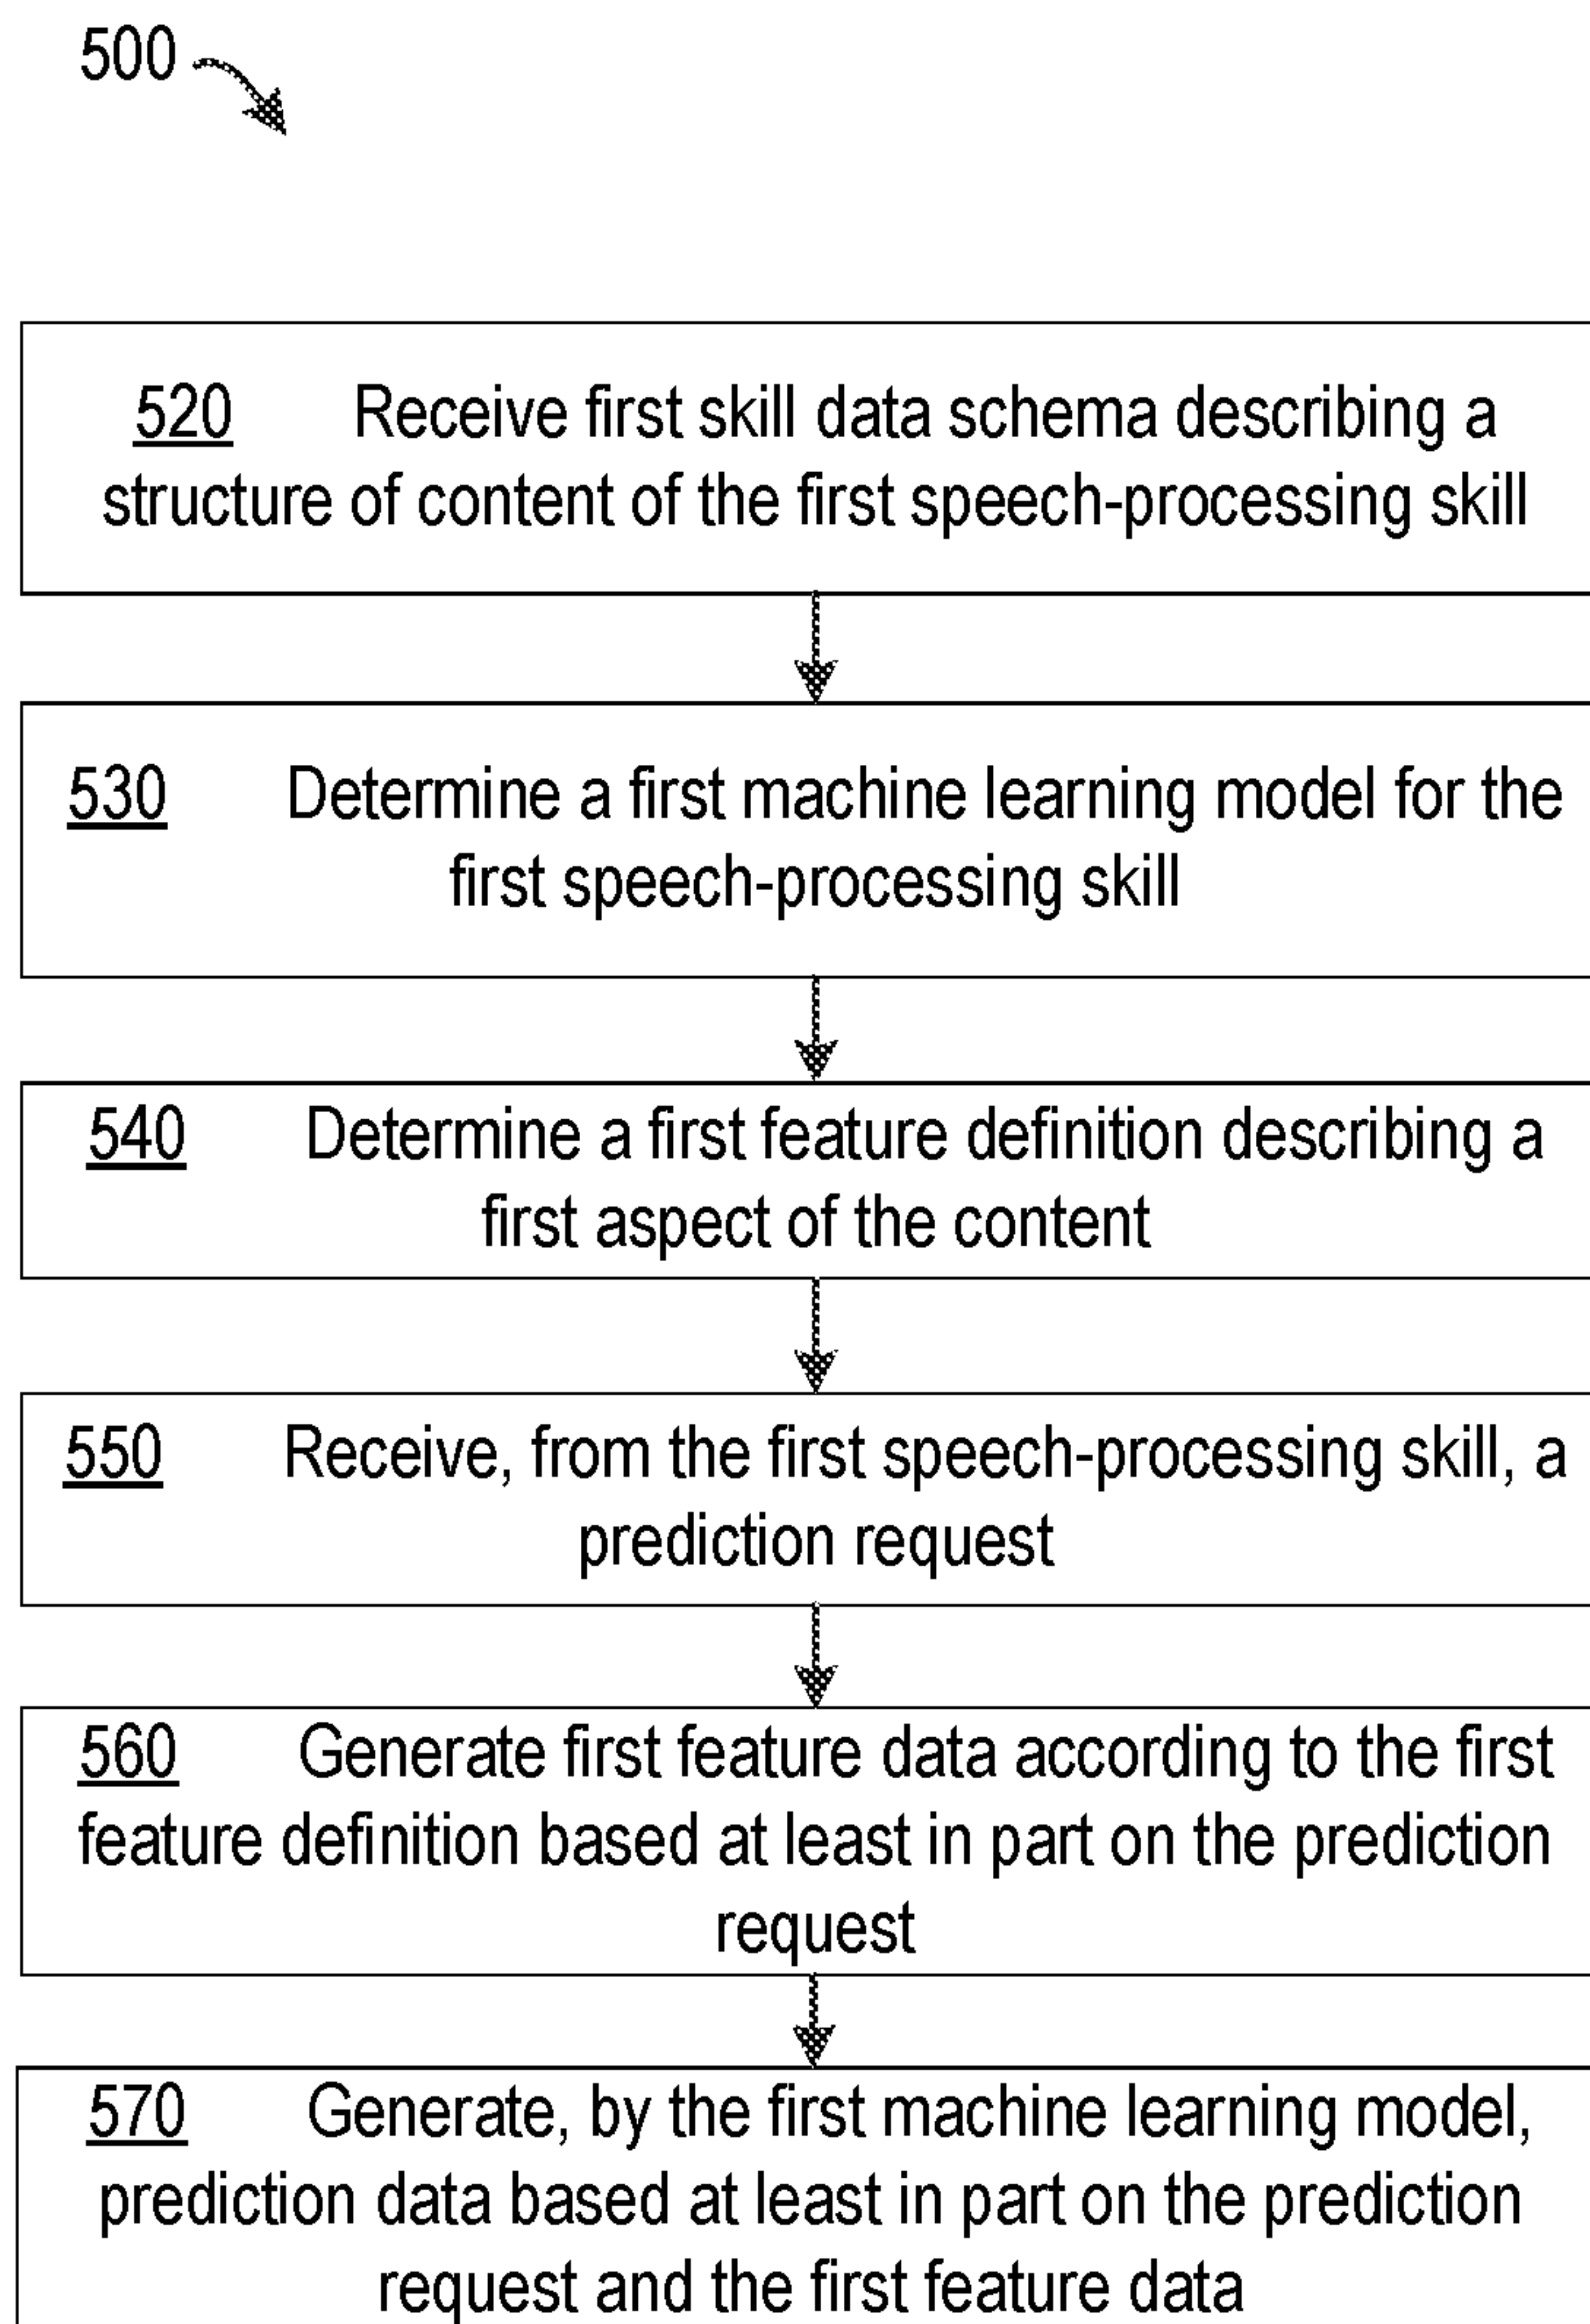 500
520 Receive first skill data schema describing a
structure of content of the first speech-processing skill
530 Determine a first machine learning model for the
first speech-processing skill
540 Determine a first feature definition describing a
first aspect of the content
550 Receive, from the first speech-processing skill, a
prediction request
560 Generate first feature data according to the first
feature definition based at least in part on the prediction
request
570 Generate, by the first machine learning model,
prediction data based at least in part on the prediction
request and the first feature data